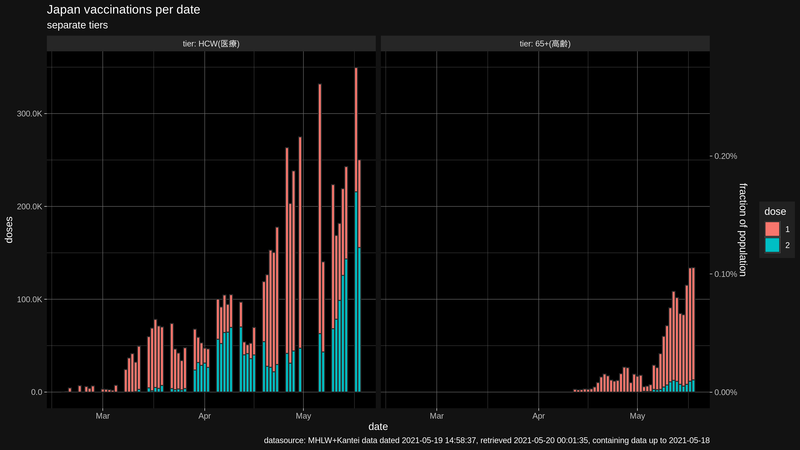 Japan vaccinations per date
separate tiers
tier: HCW(医療)
tier: 65+(高齢)
300.0K
200.0K
100.0K
0.0
doses
0.20%
0.10%
0.00%
fraction of population
dose
1
2
Mar
Apr
May
Mar
Apr
May
date
datasource: MHLW+Kantei data dated 2021-05-19 14:58:37, retrieved 2021-05-20 00:01:35, containing data up to 2021-05-18